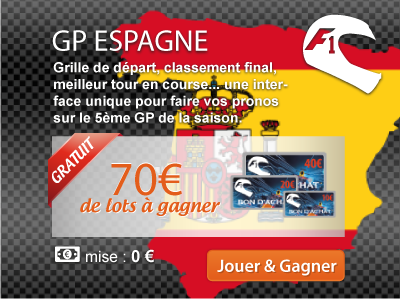 GP ESPAGNE
F1
Grille de départ, classement final,
meilleur tour en course... une inter-
face unique pour faire vos pronos
sur le 5ème GP de la saison
GRATUIT
70€
de lots à gagner
40€
20€
BON D'ACHAT
mise : 0 €
Jouer & Gagner